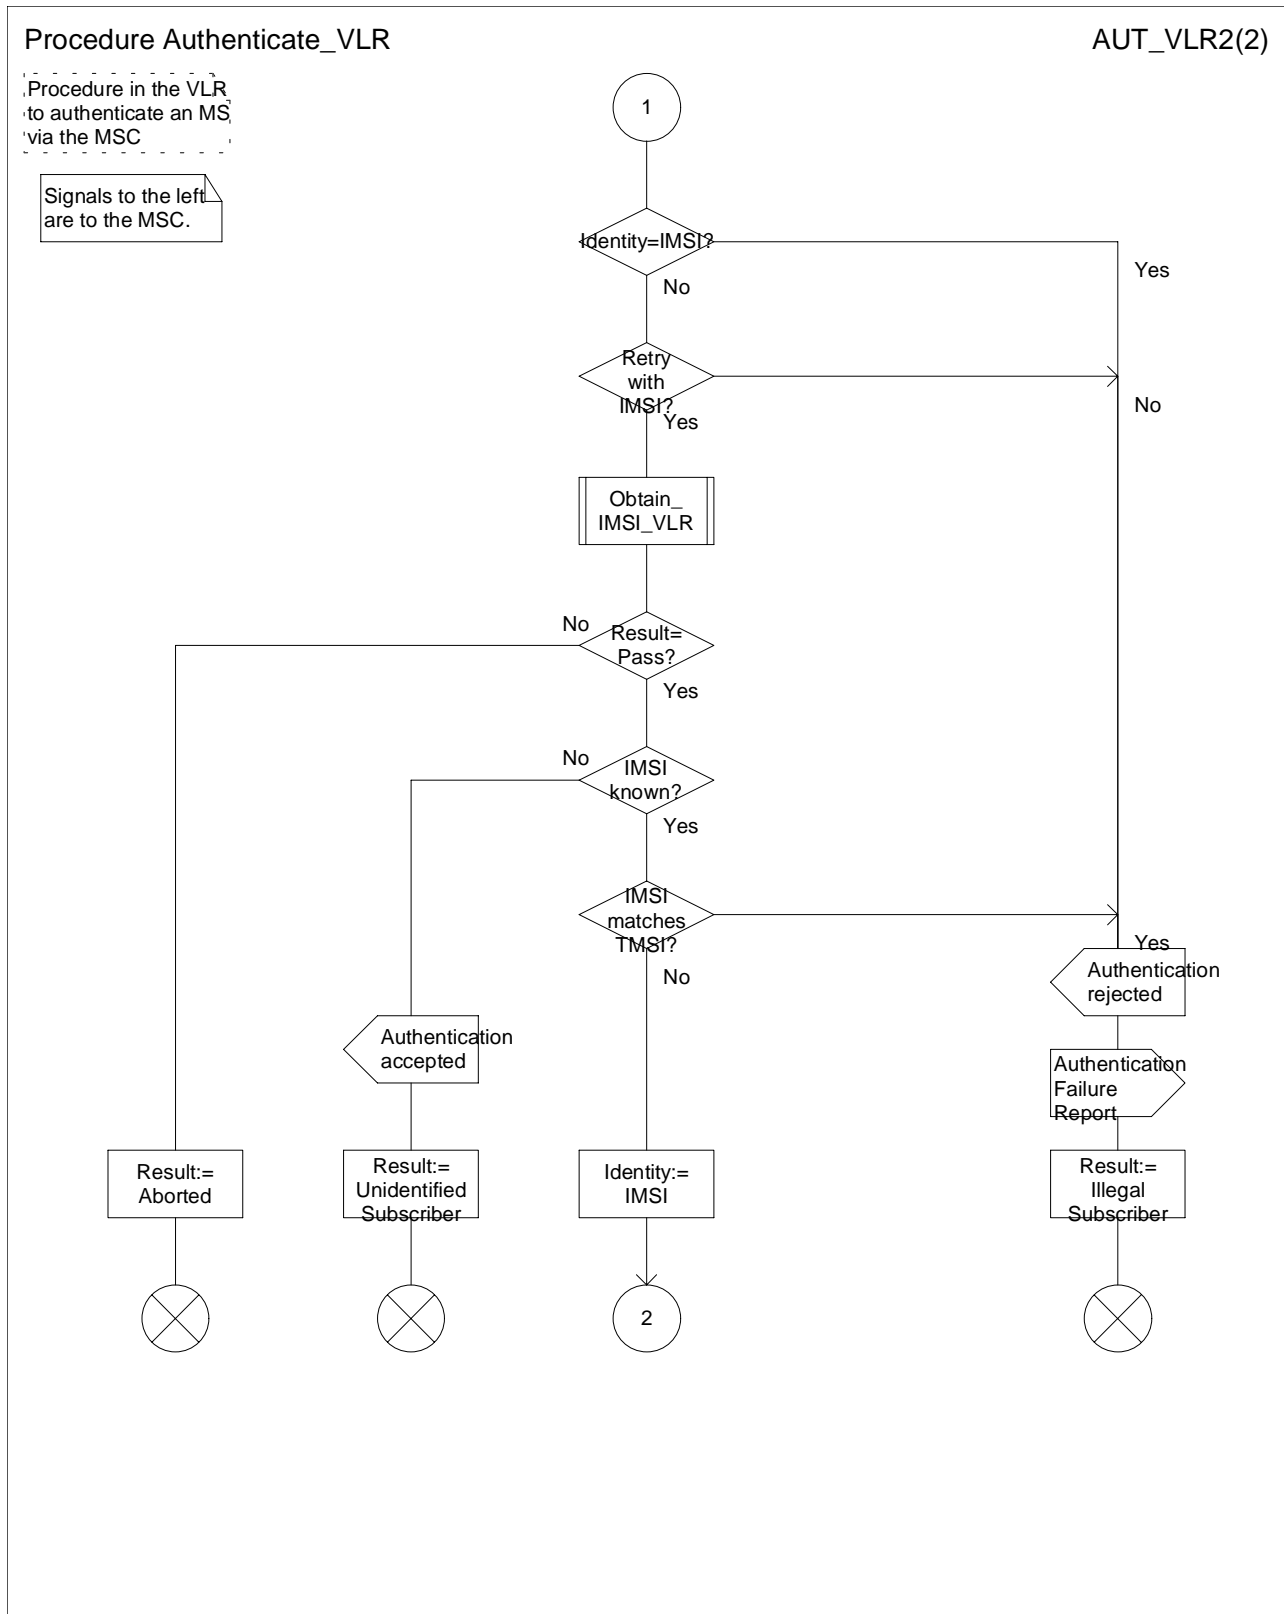 Procedure Authenticate_VLR
AUT_VLR2(2)
Procedure in the VLR
to authenticate an MS
via the MSC
1
Signals to the left
are to the MSC.
Identity=IMSI?
Yes
No
Retry
with
IMSI?
No
Yes
Obtain_
IMSI_VLR
No
Result=
Pass?
Yes
No
IMSI
known?
Yes
IMSI
matches
TMSI?
Yes
No
Authentication
rejected
Authentication
accepted
Authentication
Failure
Report
Result:=
Aborted
Result:=
Unidentified
Subscriber
Identity:=
IMSI
Result:=
Illegal
Subscriber
2